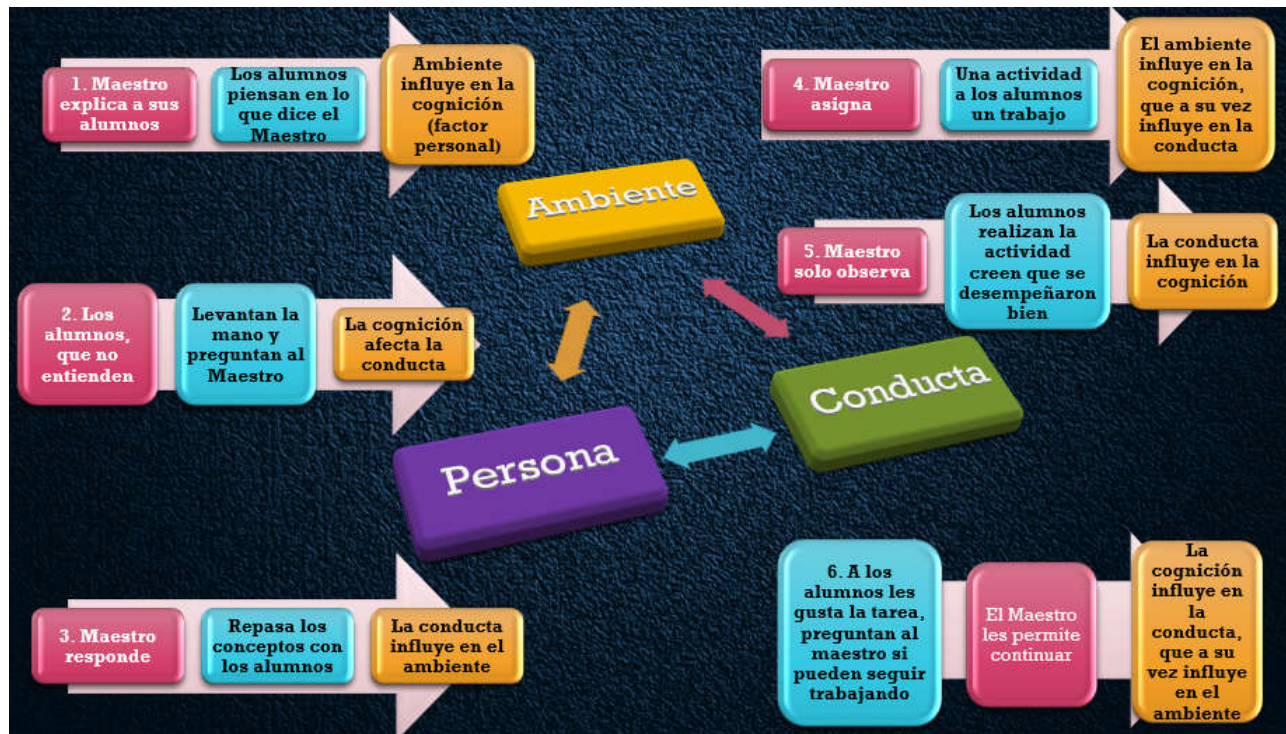 1. Maestro
explica a sus
alumnos
Los alumnos
piensan en lo
que dice el
Maestro
Ambiente
influye en la
cognición
(factor
personal)
2. Los
alumnos,
que no
entienden
Levantan la
mano y
preguntan al
Maestro
La cognición
afecta la
conducta
3. Maestro
responde
Repasa los
conceptos con
los alumnos
La conducta
influye en el
ambiente
Ambiente
Persona
Conducta
4. Maestro
asigna
Una actividad
a los alumnos
un trabajo
El ambiente
influye en la
cognición,
que a su vez
influye en la
conducta
5. Maestro
solo observa
Los alumnos
realizan la
actividad
creen que se
desempeñaron
bien
La conducta
influye en la
cognición
6. A los
alumnos les
gusta la tarea,
preguntan al
maestro si
pueden seguir
trabajando
El Maestro
les permite
continuar
La
cognición
influye en
la
conducta,
que a su
vez influye
en el
ambiente